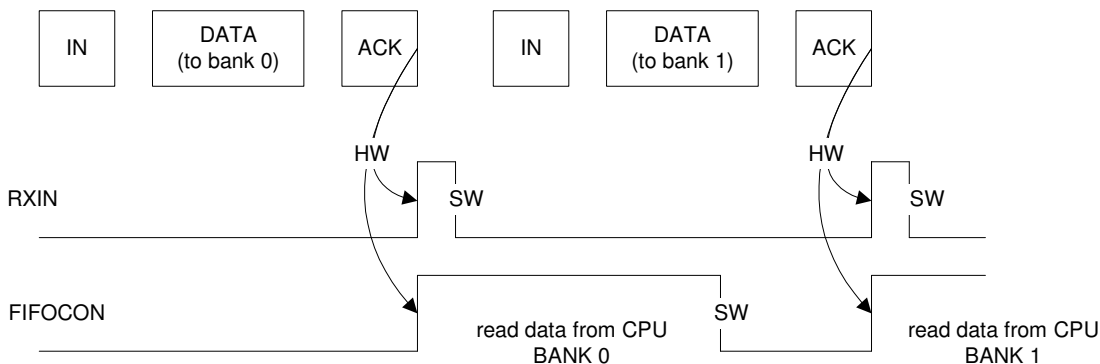 IN DATA ACK IN DATA ACK
(to bank 0) (to bank 1)
HW HW
RXIN SW SW
FIFOCON SW
read data from CPU read data from CPU
BANK 0 BANK 1